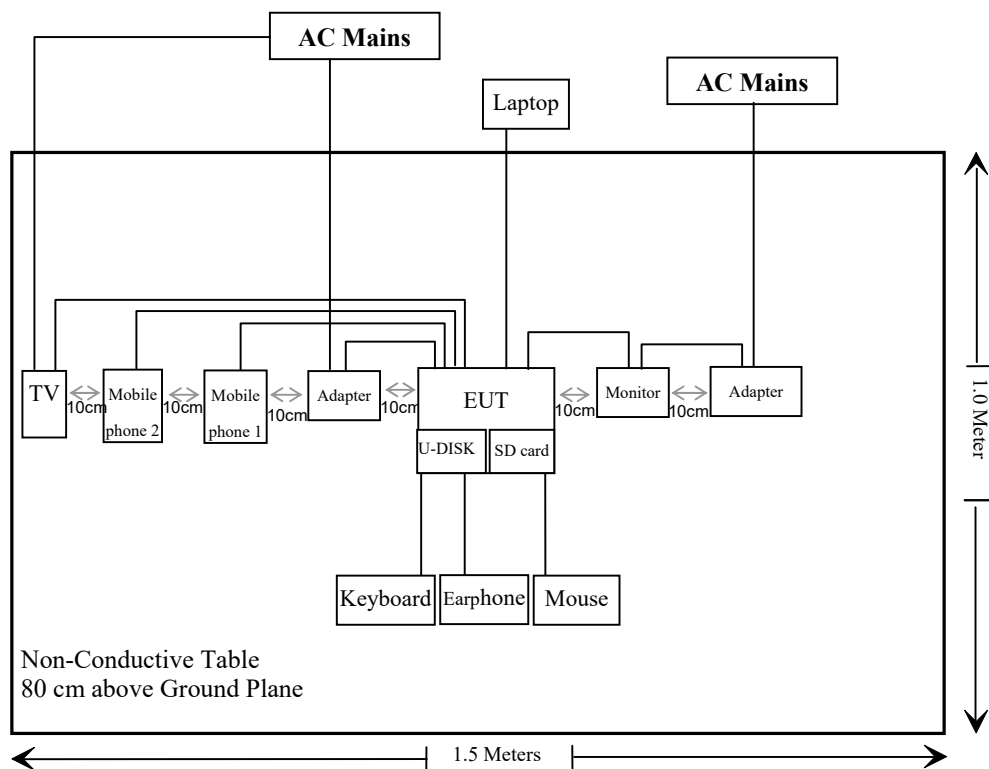 AC Mains
AC Mains
Laptop
TV
10cm
Mobile
phone 2
10cm
Mobile
phone 1
10cm
Adapter
10cm
EUT
10cm
Monitor
10cm
Adapter
U-DISK
SD card
1.0 Meter
Keyboard
Earphone
Mouse
Non-Conductive Table
80 cm above Ground Plane
1.5 Meters